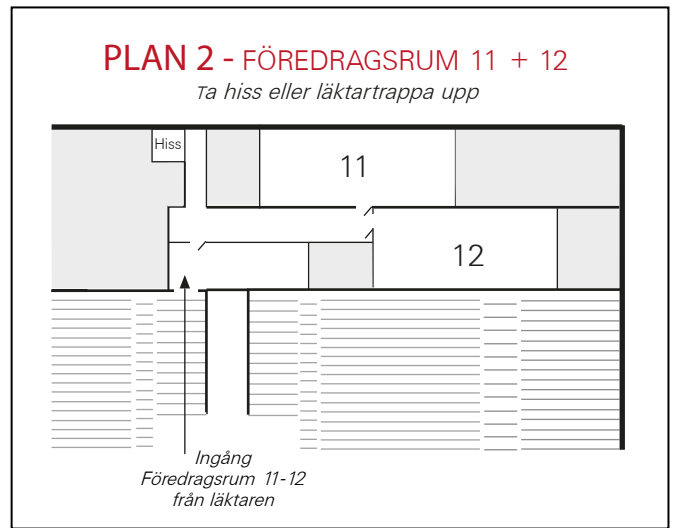 PLAN 2 - FÖREDRAGSRUM 11 + 12
Ta hiss eller läktartrappa upp
Hiss
11
12
Ingång
Föredragsrum 11-12
från läktaren